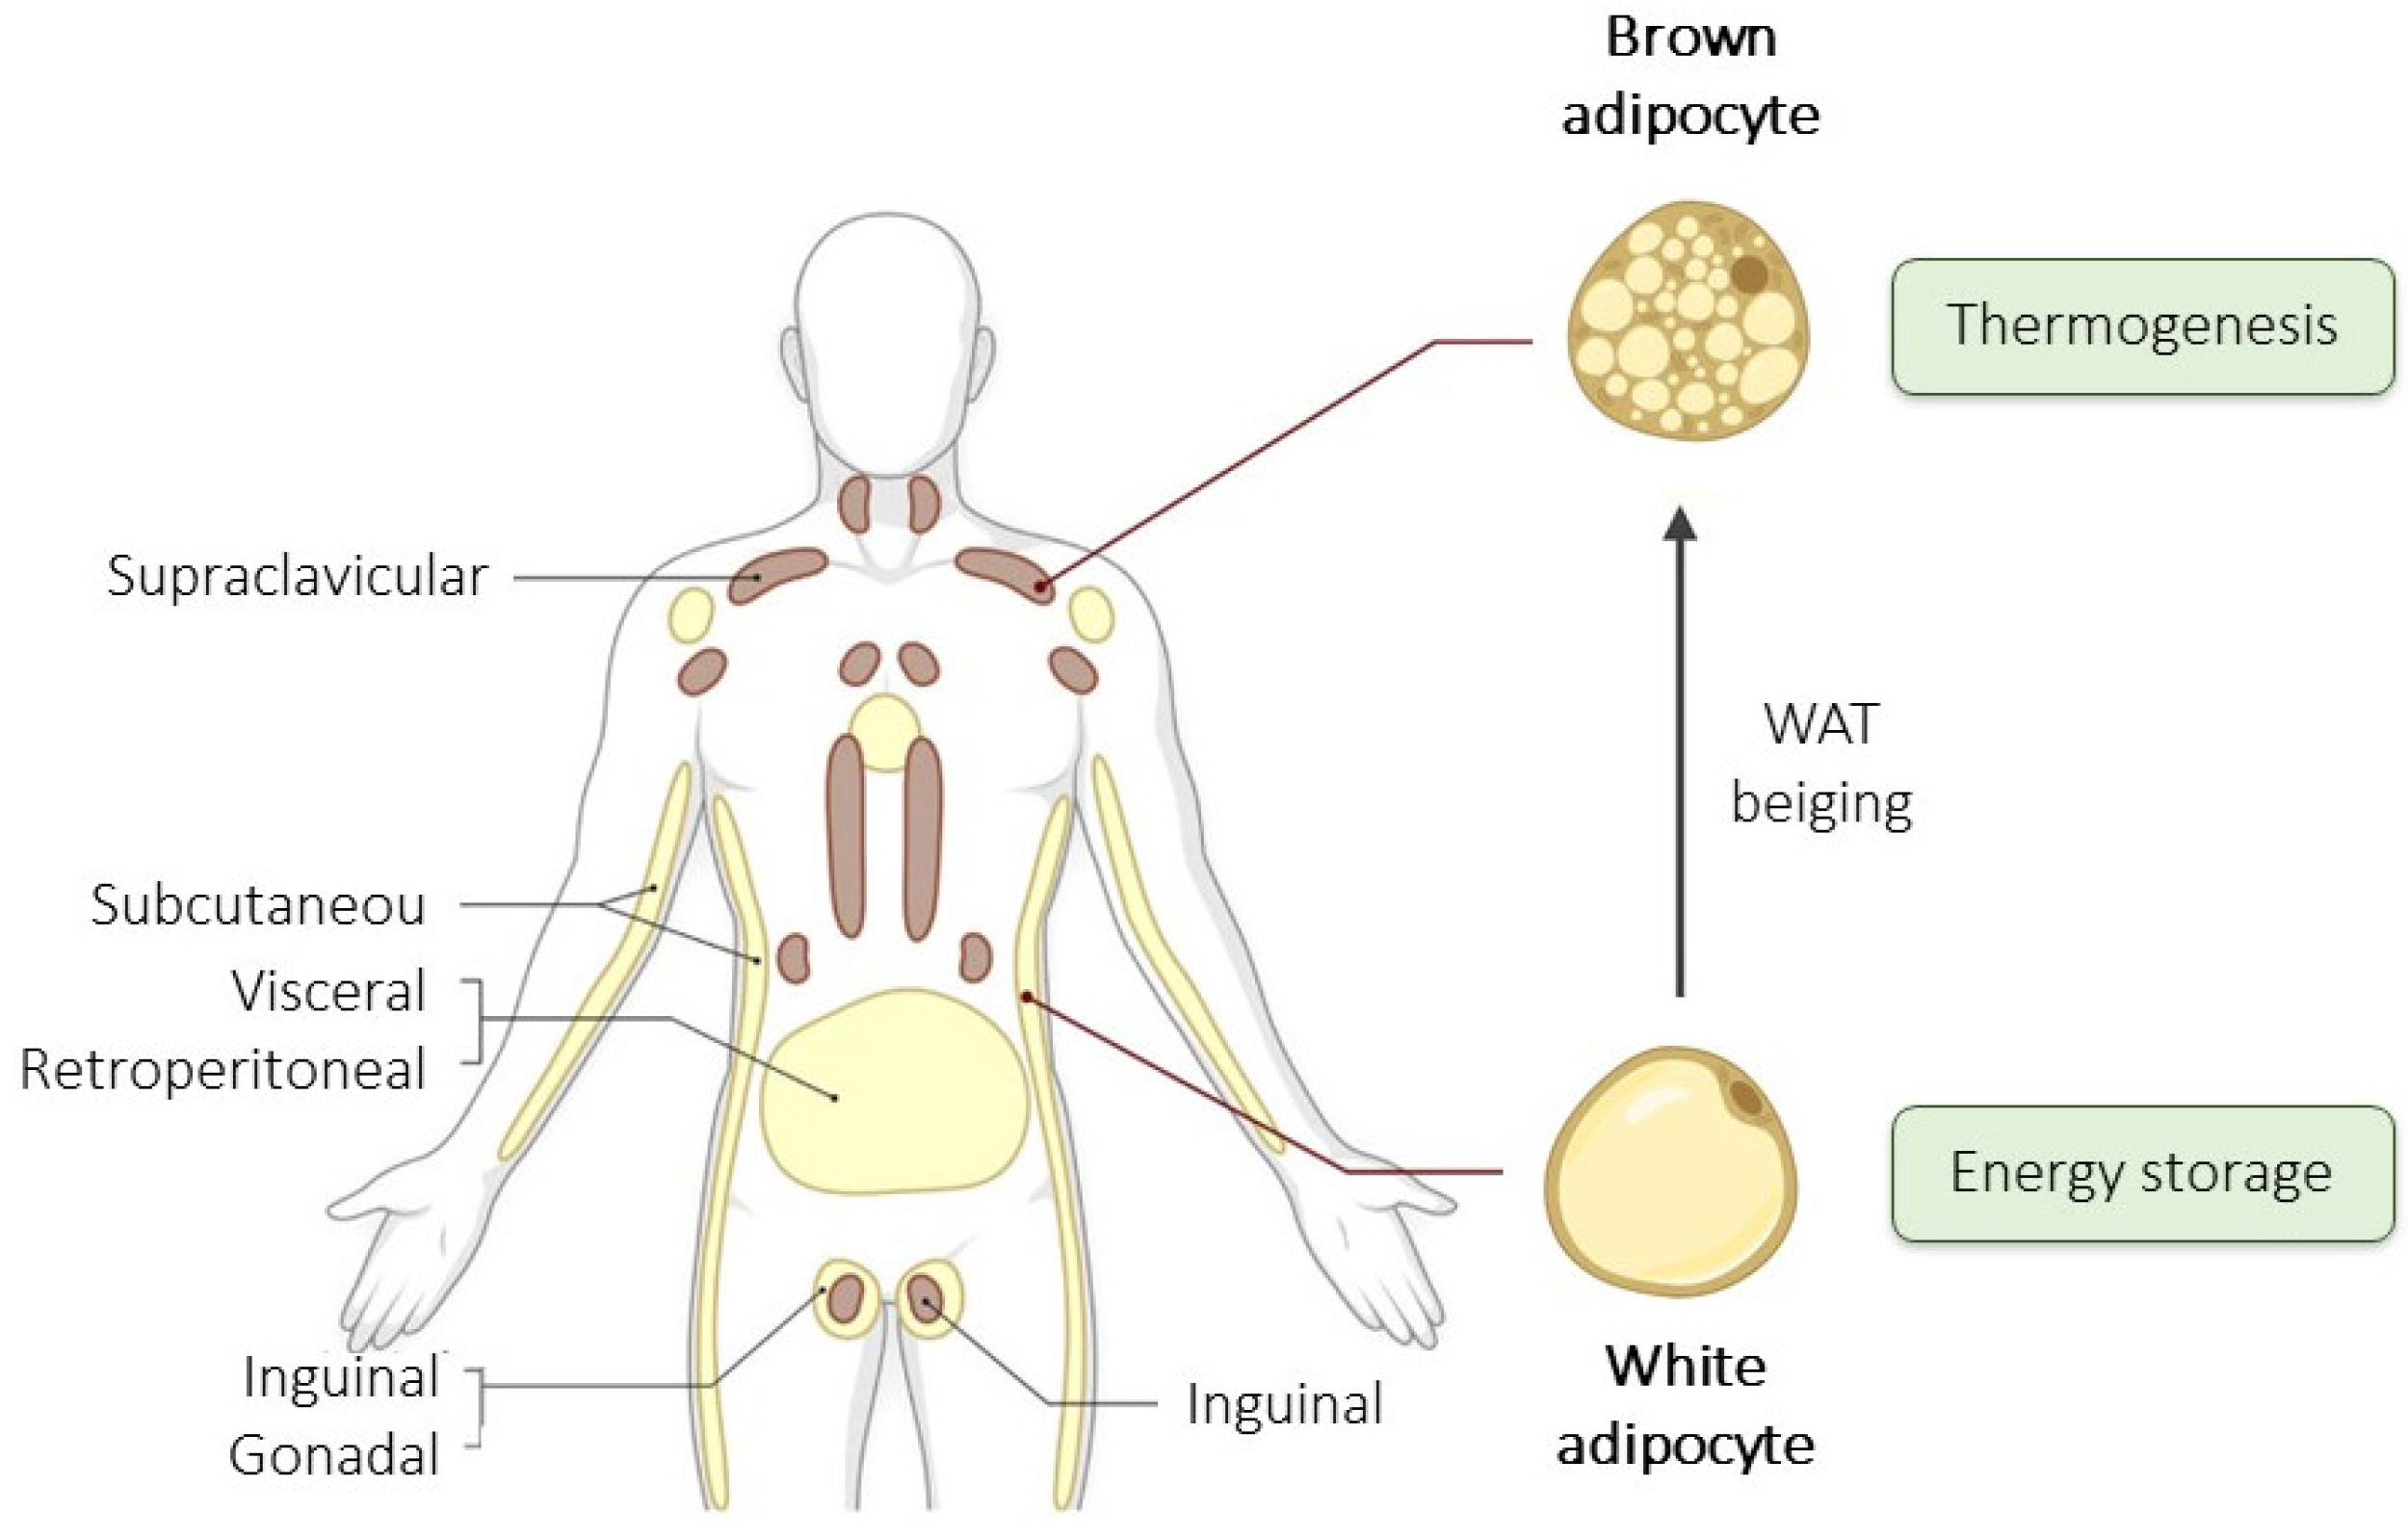 Brown
adipocyte
Thermogenesis
Supraclavicular
WAT
beiging
Subcutaneou
Visceral
Retroperitoneal
Energy storage
White
adipocyte
Inguinal
Gonadal
Inguinal